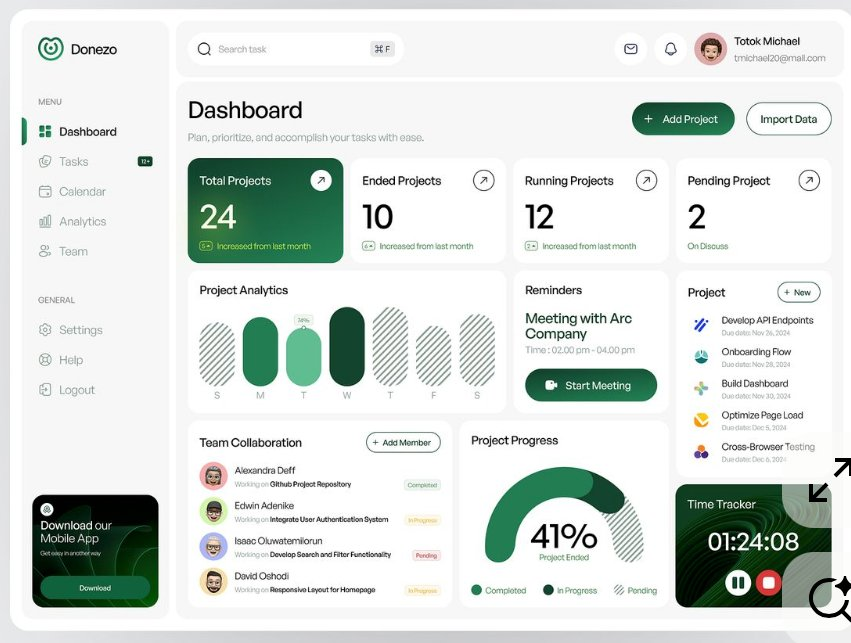 Donezo
MENU
Dashboard
Tasks
12+
Calendar
Analytics
Team
GENERAL
Settings
Help
Logout
Download our
Mobile App
Get easy in another way
Download
Search task
⌘ F
Totok Michael
tmichael20@mail.com
Dashboard
Plan, prioritize, and accomplish your tasks with ease.
+ Add Project
Import Data
Total Projects
24
5 Increased from last month
Ended Projects
10
6 Increased from last month
Running Projects
12
2 Increased from last month
Pending Project
2
On Discuss
Project Analytics
74%
S M T W T F S
Reminders
Meeting with Arc
Company
Time : 02.00 pm - 04.00 pm
Start Meeting
Project
+ New
Develop API Endpoints
Due date: Nov 26, 2024
Onboarding Flow
Due date: Nov 28, 2024
Build Dashboard
Due date: Nov 30, 2024
Optimize Page Load
Due date: Dec 5, 2024
Cross-Browser Testing
Due date: Dec 6, 2024
Team Collaboration
+ Add Member
Alexandra Deff
Working on Github Project Repository
Completed
Edwin Adenike
Working on Integrate User Authentication System
In Progress
Isaac Oluwatemilorun
Working on Develop Search and Filter Functionality
Pending
David Oshodi
Working on Responsive Layout for Homepage
In Progress
Project Progress
41%
Project Ended
Completed
In Progress
Pending
Time Tracker
01:24:08